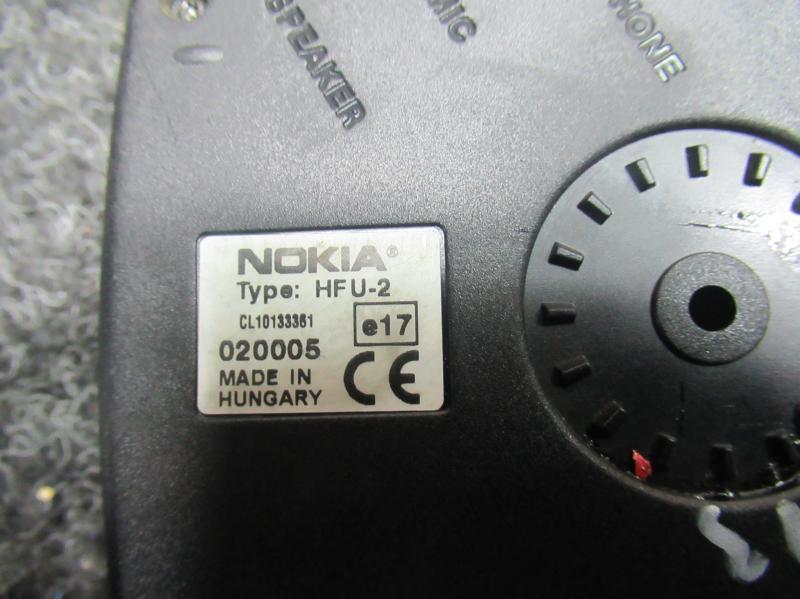 SPEAKER
MIC
PHONE
NOKIA®
Type: HFU-2
CL10133361
e17
020005
MADE IN
HUNGARY
CE